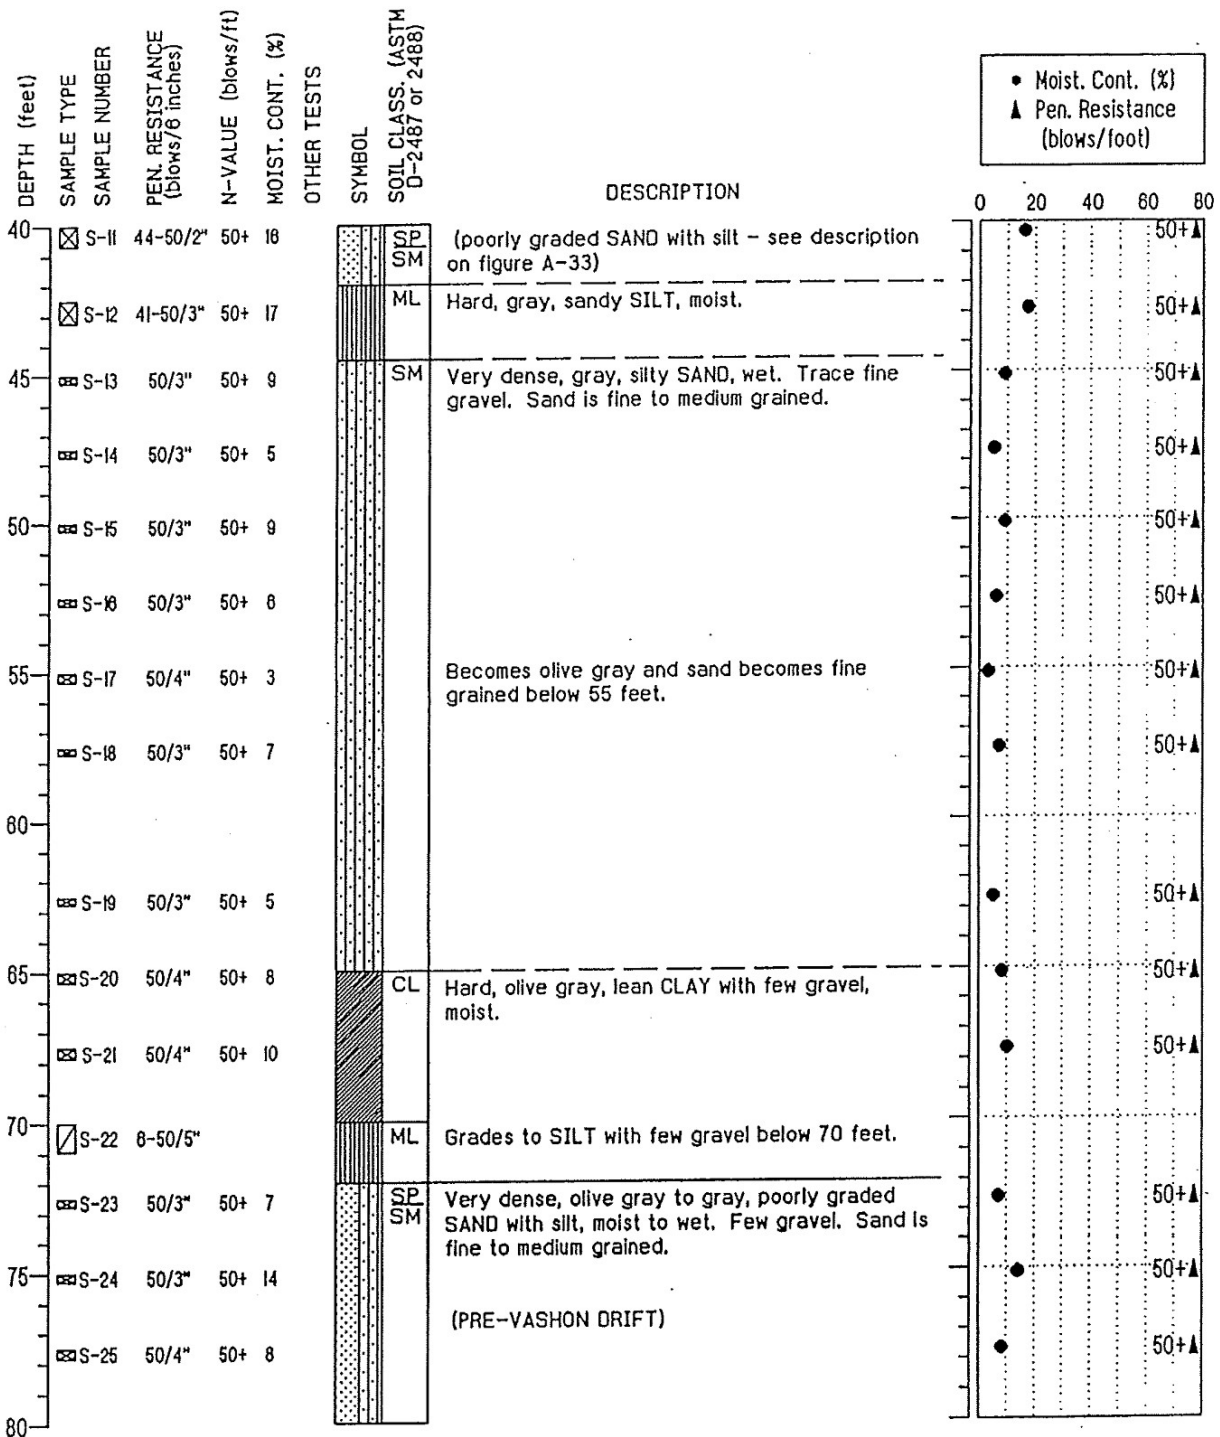 DEPTH (feet)
SAMPLE TYPE
SAMPLE NUMBER
PEN. RESISTANCE
(blows/6 inches)
N-VALUE (blows/ft)
MOIST. CONT. (%)
OTHER TESTS
SYMBOL
SOIL CLASS. (ASTM
D-2487 or 2488)
DESCRIPTION
● Moist. Cont. (%)
▲ Pen. Resistance
(blows/foot)
0 20 40 60 80
40 S-11 44-50/2" 50+ 16 SP (poorly graded SAND with silt - see description 50+▲
SM on figure A-33)
ML Hard, gray, sandy SILT, moist.
S-12 41-50/3" 50+ 17 50+▲
SM Very dense, gray, silty SAND, wet. Trace fine
45 S-13 50/3" 50+ 9 50+▲
gravel. Sand is fine to medium grained.
S-14 50/3" 50+ 5 50+▲
50 S-15 50/3" 50+ 9 50+▲
S-16 50/3" 50+ 6 50+▲
55 S-17 50/4" 50+ 3 Becomes olive gray and sand becomes fine 50+▲
grained below 55 feet.
S-18 50/3" 50+ 7 50+▲
60
S-19 50/3" 50+ 5 50+▲
65 S-20 50/4" 50+ 8 CL Hard, olive gray, lean CLAY with few gravel, 50+▲
moist.
S-21 50/4" 50+ 10 50+▲
70 S-22 8-50/5" ML Grades to SILT with few gravel below 70 feet.
S-23 50/3" 50+ 7 SP Very dense, olive gray to gray, poorly graded 50+▲
SM SAND with silt, moist to wet. Few gravel. Sand is
fine to medium grained.
75 S-24 50/3" 50+ 14 50+▲
(PRE-VASHON DRIFT)
S-25 50/4" 50+ 8 50+▲
80